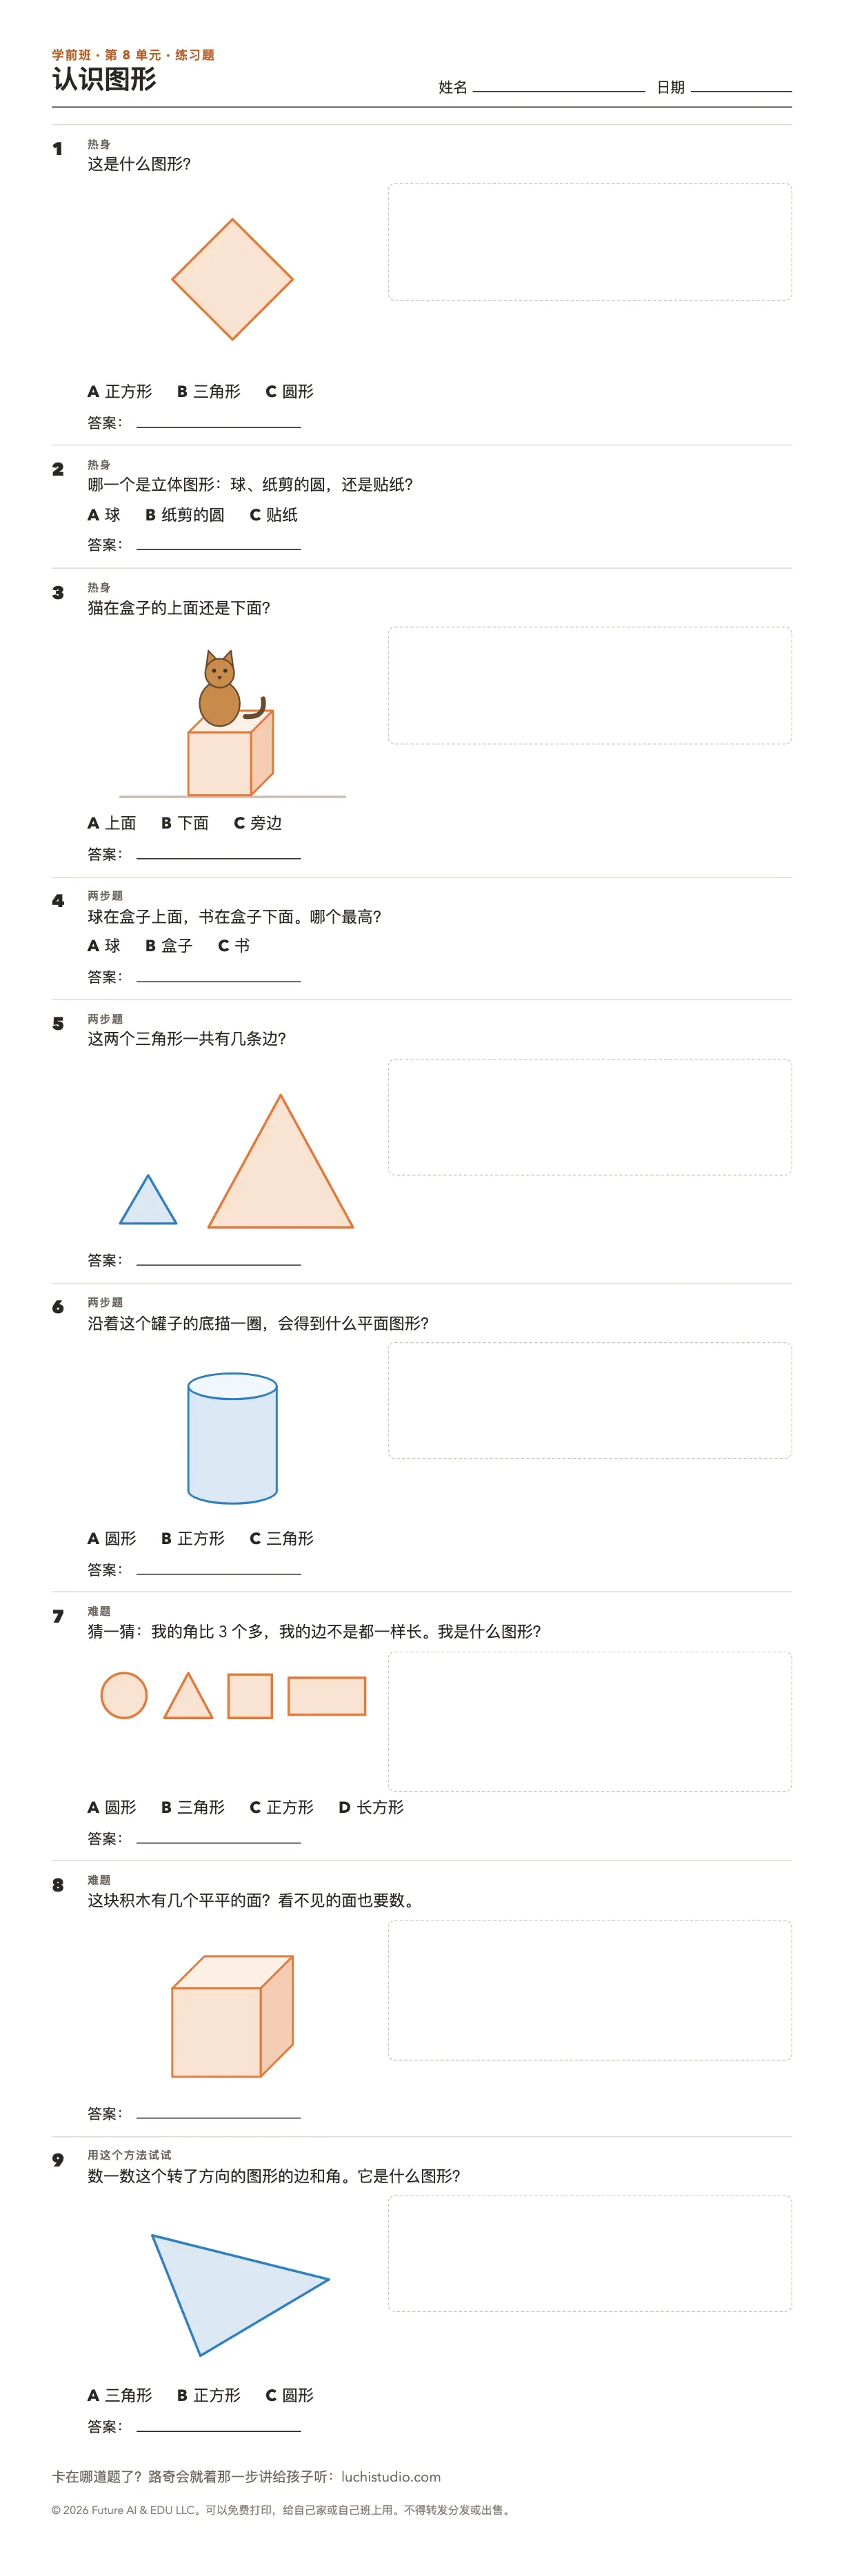 学前班 · 第 8 单元 · 练习题
认识图形
姓名 日期
1 热身
这是什么图形?
A 正方形 B 三角形 C 圆形
答案:
2 热身
哪一个是立体图形:球、纸剪的圆,还是贴纸?
A 球 B 纸剪的圆 C 贴纸
答案:
3 热身
猫在盒子的上面还是下面?
A 上面 B 下面 C 旁边
答案:
4 两步题
球在盒子上面,书在盒子下面。哪个最高?
A 球 B 盒子 C 书
答案:
5 两步题
这两个三角形一共有几条边?
答案:
6 两步题
沿着这个罐子的底描一圈,会得到什么平面图形?
A 圆形 B 正方形 C 三角形
答案:
7 难题
猜一猜:我的角比 3 个多,我的边不是都一样长。我是什么图形?
A 圆形 B 三角形 C 正方形 D 长方形
答案:
8 难题
这块积木有几个平平的面?看不见的面也要数。
答案:
9 用这个方法试试
数一数这个转了方向的图形的边和角。它是什么图形?
A 三角形 B 正方形 C 圆形
答案:
卡在哪道题了?路奇会就着那一步讲给孩子听:luchistudio.com
© 2026 Future AI & EDU LLC。可以免费打印,给自己家或自己班上用。不得转发分发或出售。